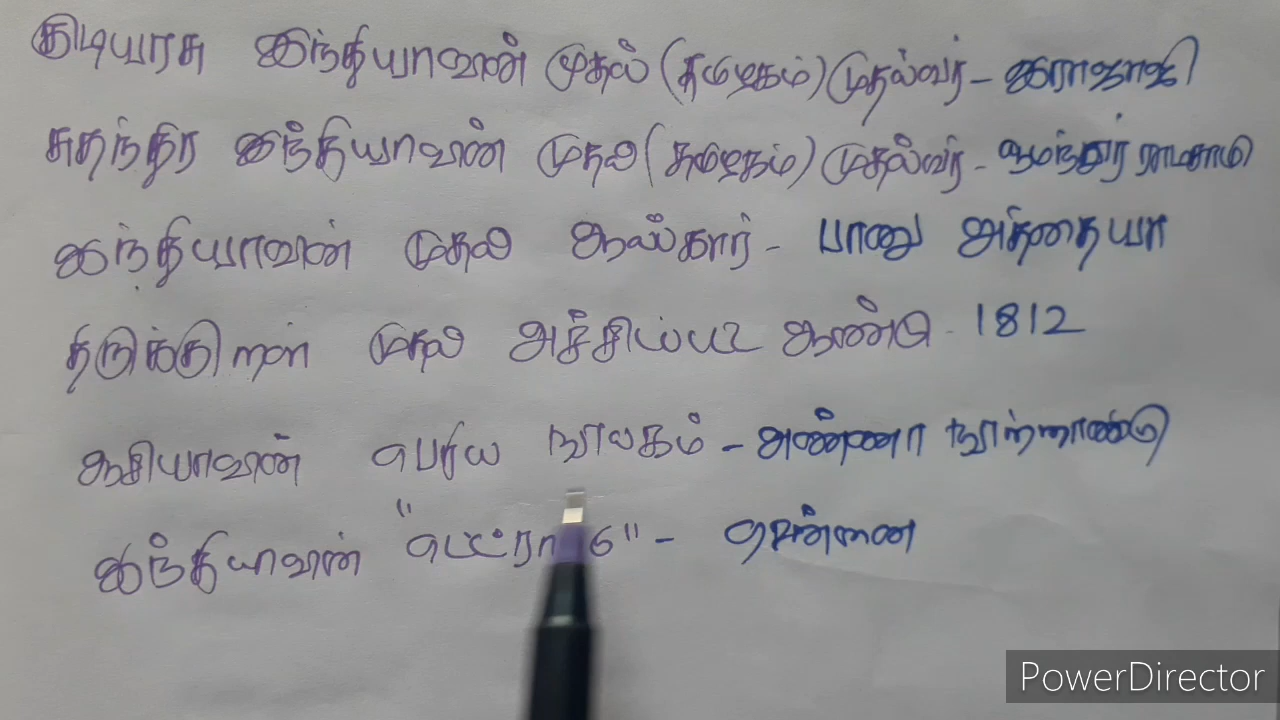 குடியரசு இந்தியாவின் முதல் (தமிழகம்) முதல்வர் - இராஜாஜி
சுதந்திர இந்தியாவின் முதல் (தமிழகம்) முதல்வர் - ஓமந்தூர் ராமசாமி
இந்தியாவின் முதல் ஆஸ்கார் - பானு அத்தையா
திருக்குறள் முதல் அச்சிடப்பட்ட ஆண்டு - 1812
ஆசியாவின் பெரிய நூலகம் - அண்ணா நூற்றாண்டு
இந்தியாவின் - சென்னை
PowerDirector